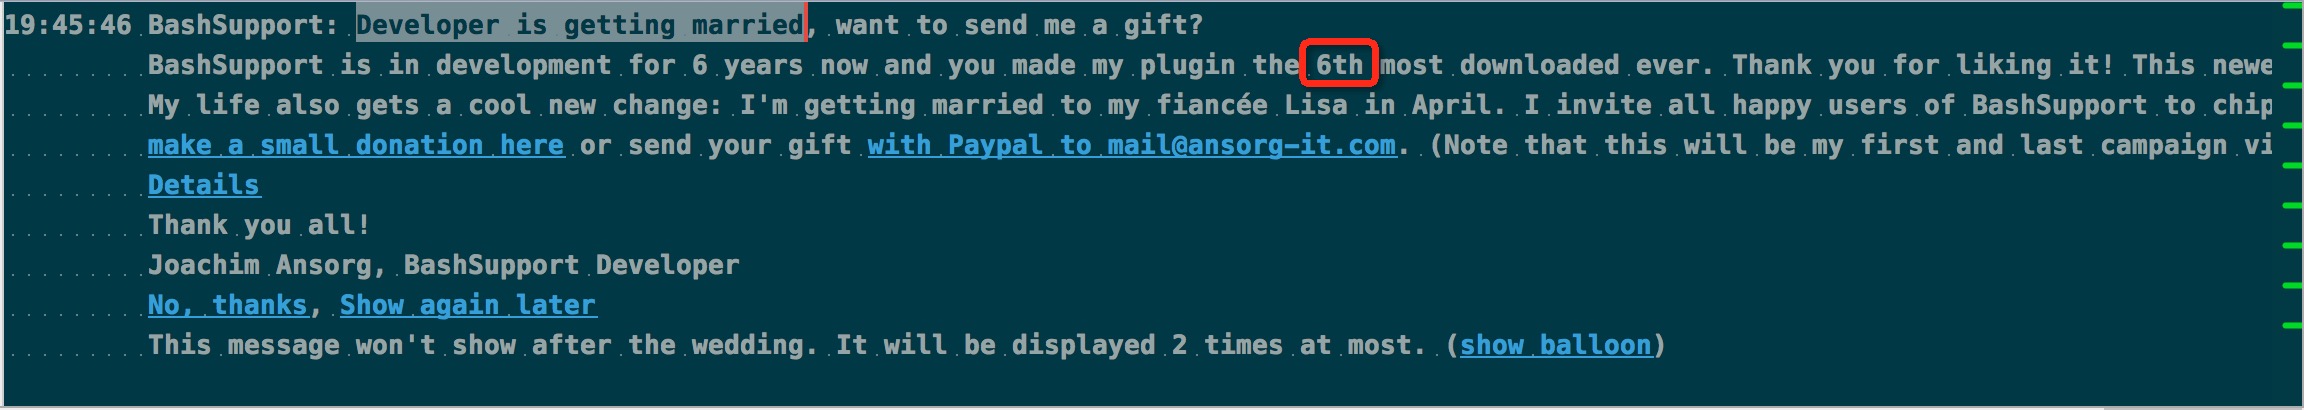 19:45:46 BashSupport: Developer is getting married, want to send me a gift?
BashSupport is in development for 6 years now and you made my plugin the 6th most downloaded ever. Thank you for liking it! This newe
My life also gets a cool new change: I'm getting married to my fiancée Lisa in April. I invite all happy users of BashSupport to chip
make a small donation here or send your gift with Paypal to mail@ansorg-it.com. (Note that this will be my first and last campaign vi
Details
Thank you all!
Joachim Ansorg, BashSupport Developer
No, thanks, Show again later
This message won't show after the wedding. It will be displayed 2 times at most. (show balloon)